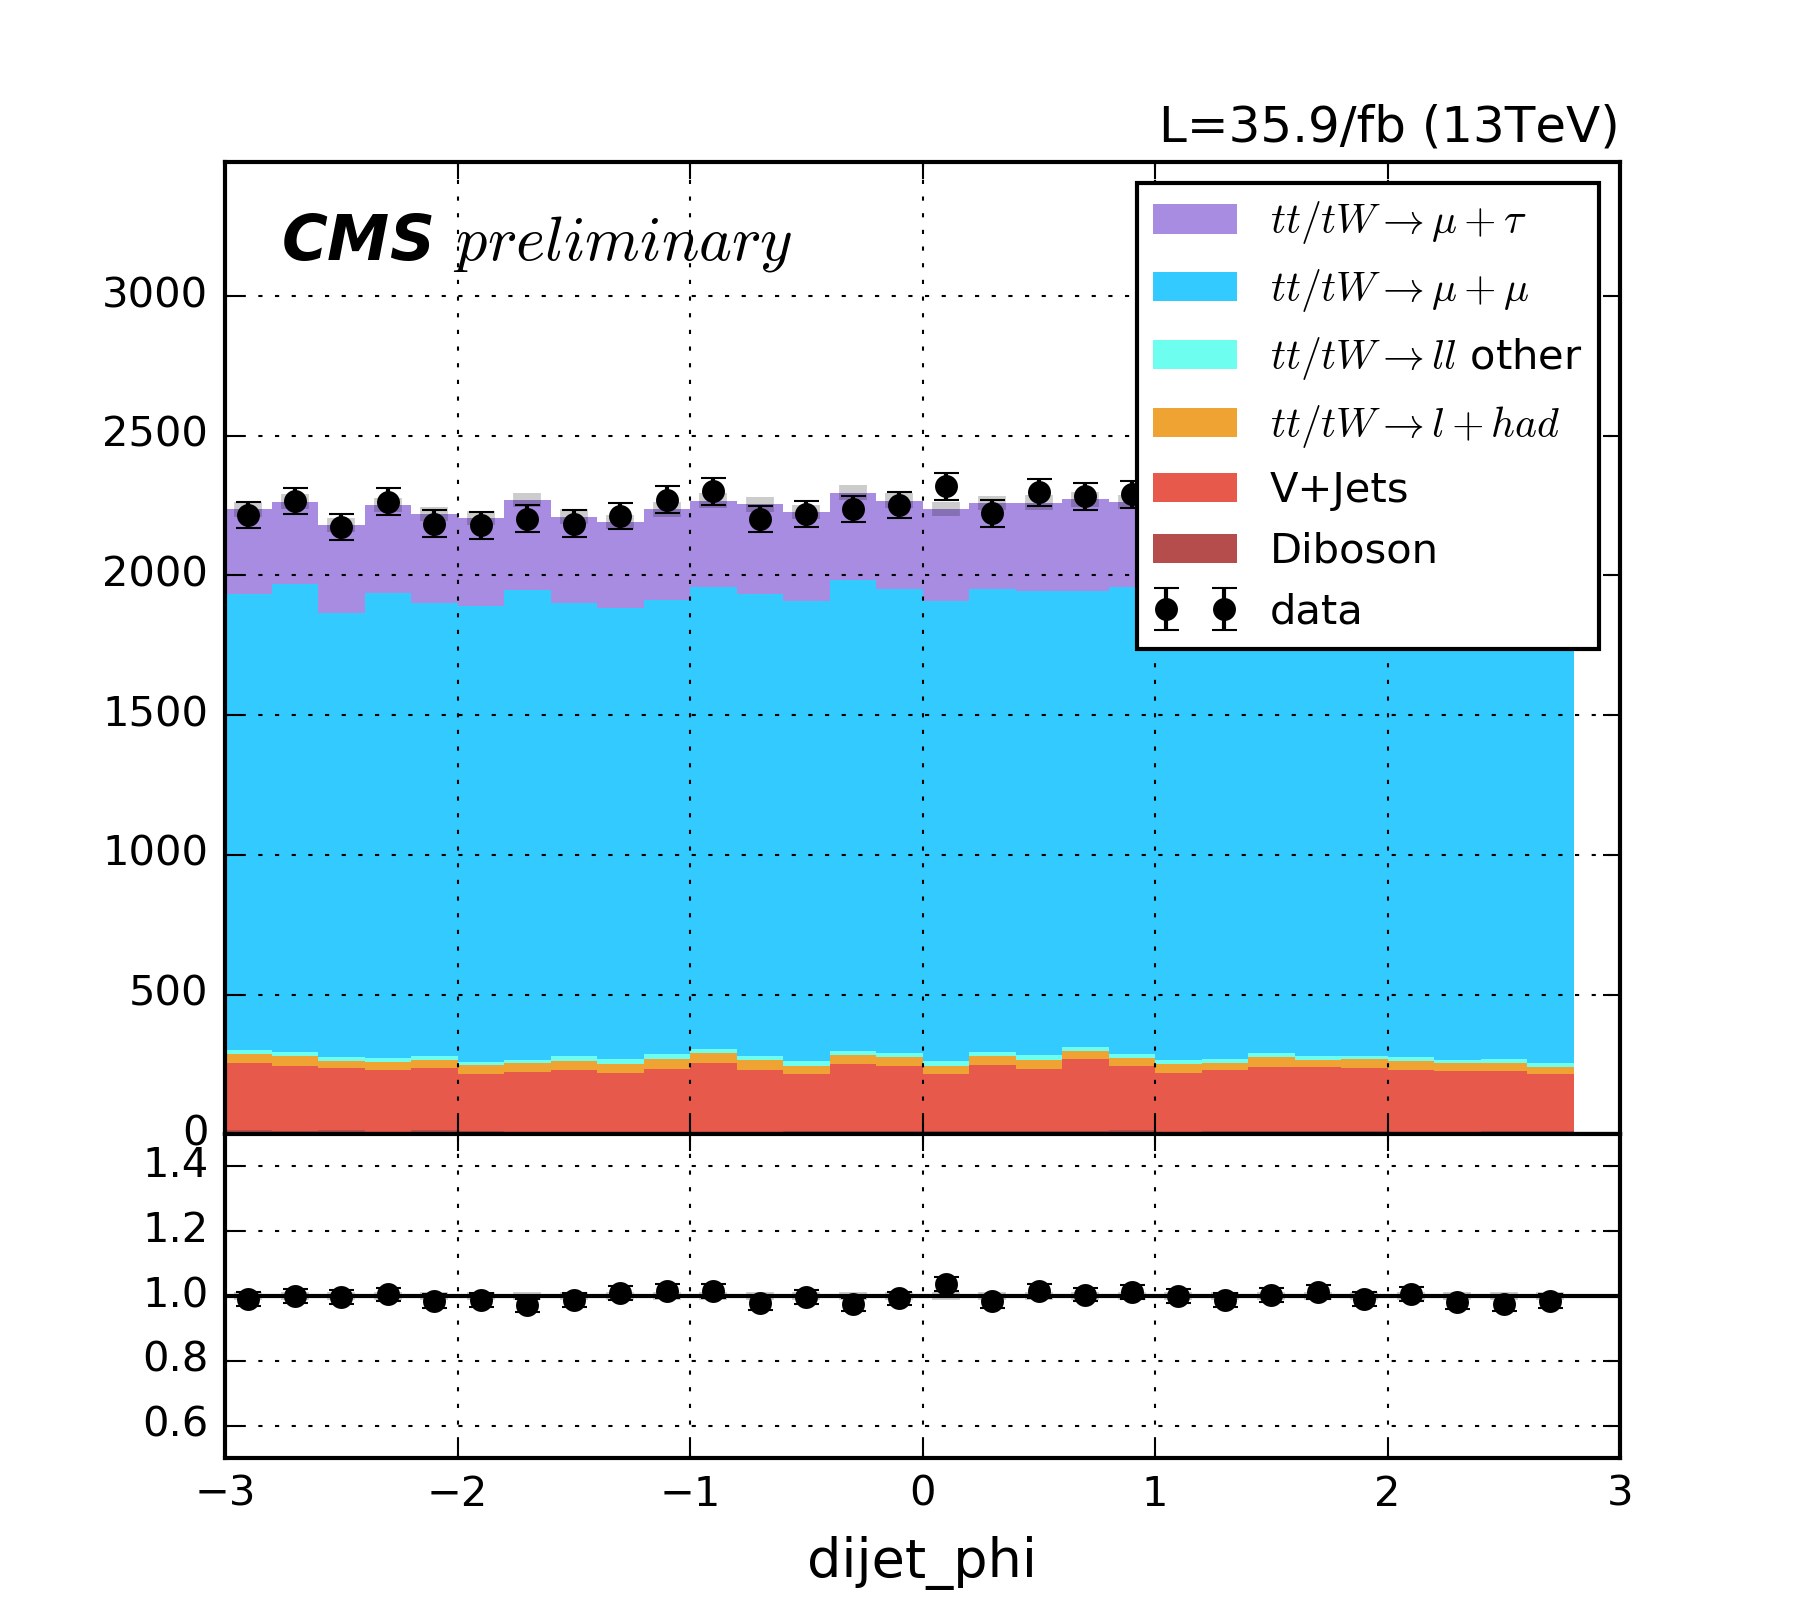 L=35.9/fb (13TeV)
CMS preliminary
tt/tW→μ+τ
tt/tW→μ+μ
tt/tW→ll other
tt/tW→l+had
V+Jets
Diboson
data
3000
2500
2000
1500
1000
500
0
1.4
1.2
1.0
0.8
0.6
−3 −2 −1 0 1 2 3
dijet_phi